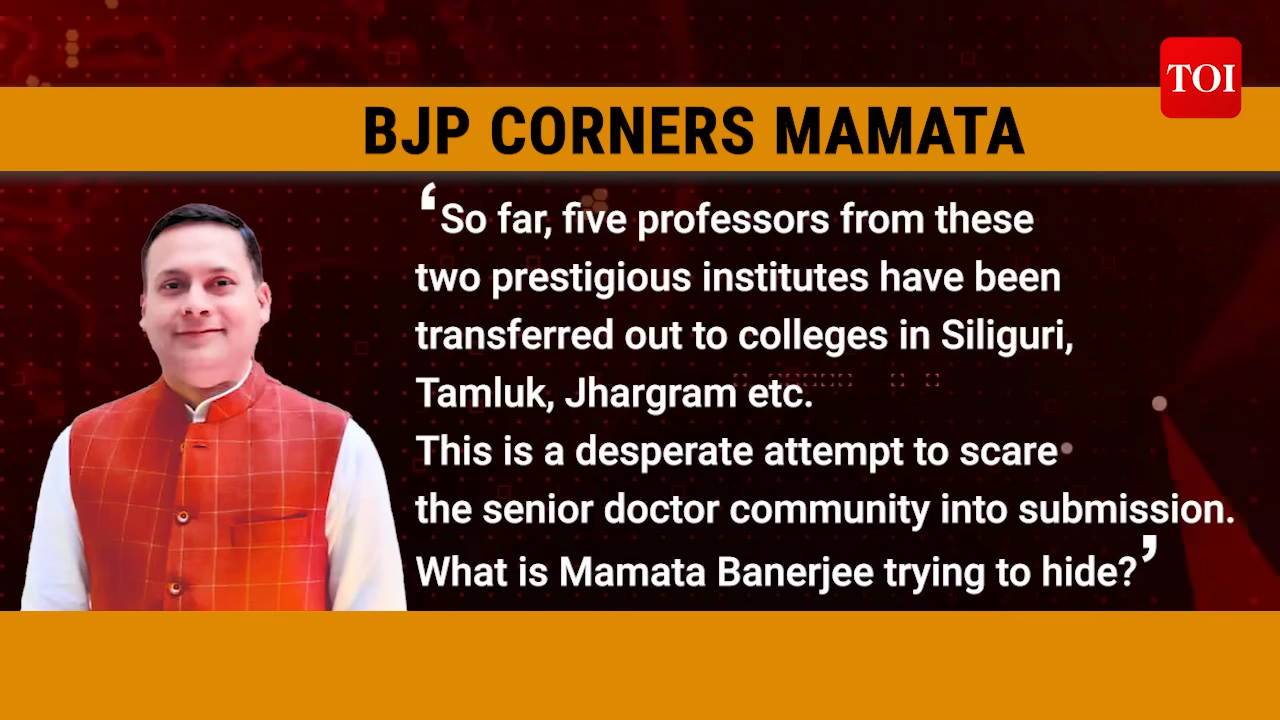 TOI
BJP CORNERS MAMATA
‘So far, five professors from these
two prestigious institutes have been
transferred out to colleges in Siliguri,
Tamluk, Jhargram etc.
This is a desperate attempt to scare
the senior doctor community into submission.
What is Mamata Banerjee trying to hide?’